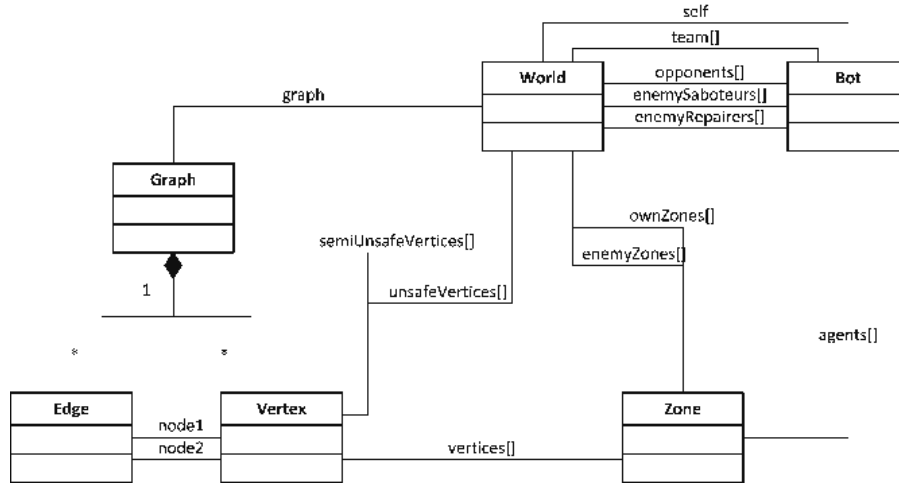 self
team[]
World
opponents[]
Bot
enemySaboteurs[]
graph
enemyRepairers[]
Graph
ownZones[]
semiUnsafeVertices[]
enemyZones[]
1
unsafeVertices[]
agents[]
* *
Edge
Vertex
Zone
node1
node2
vertices[]